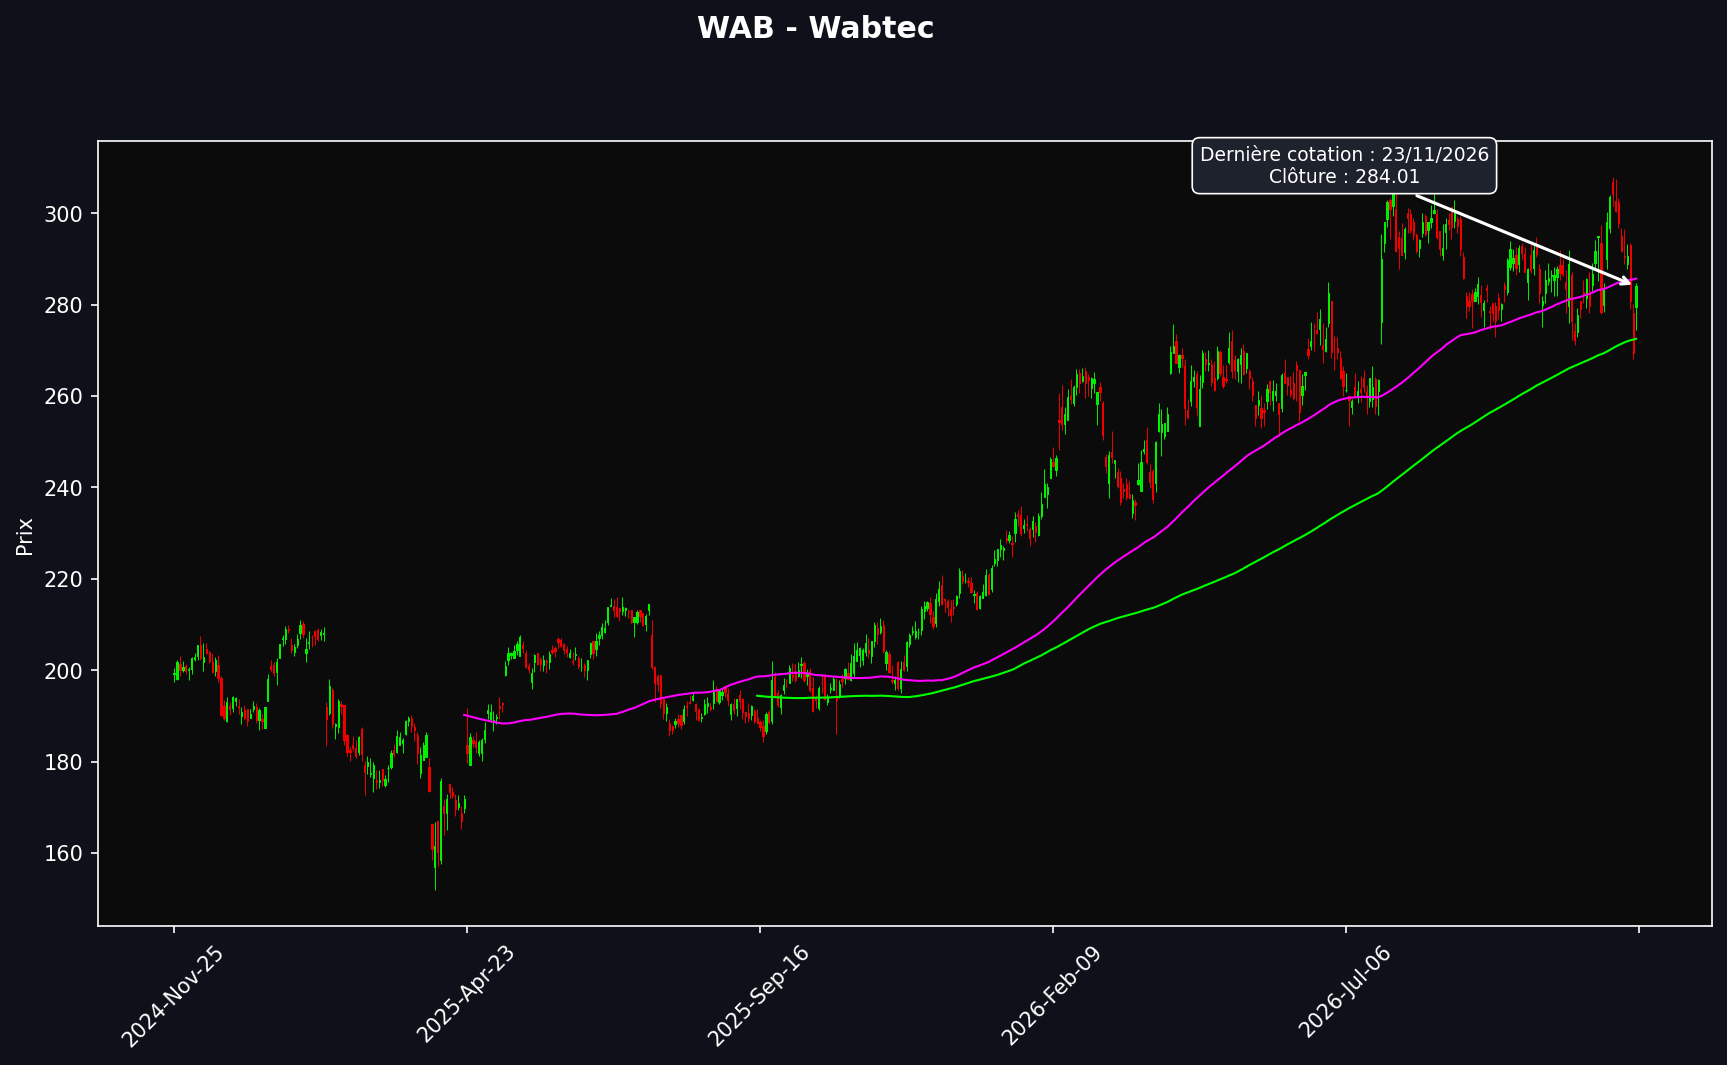 WAB - Wabtec
Dernière cotation : 23/11/2026
Clôture : 284.01
Prix
300
280
260
240
220
200
180
160
2024-Nov-25
2025-Apr-23
2025-Sep-16
2026-Feb-09
2026-Jul-06